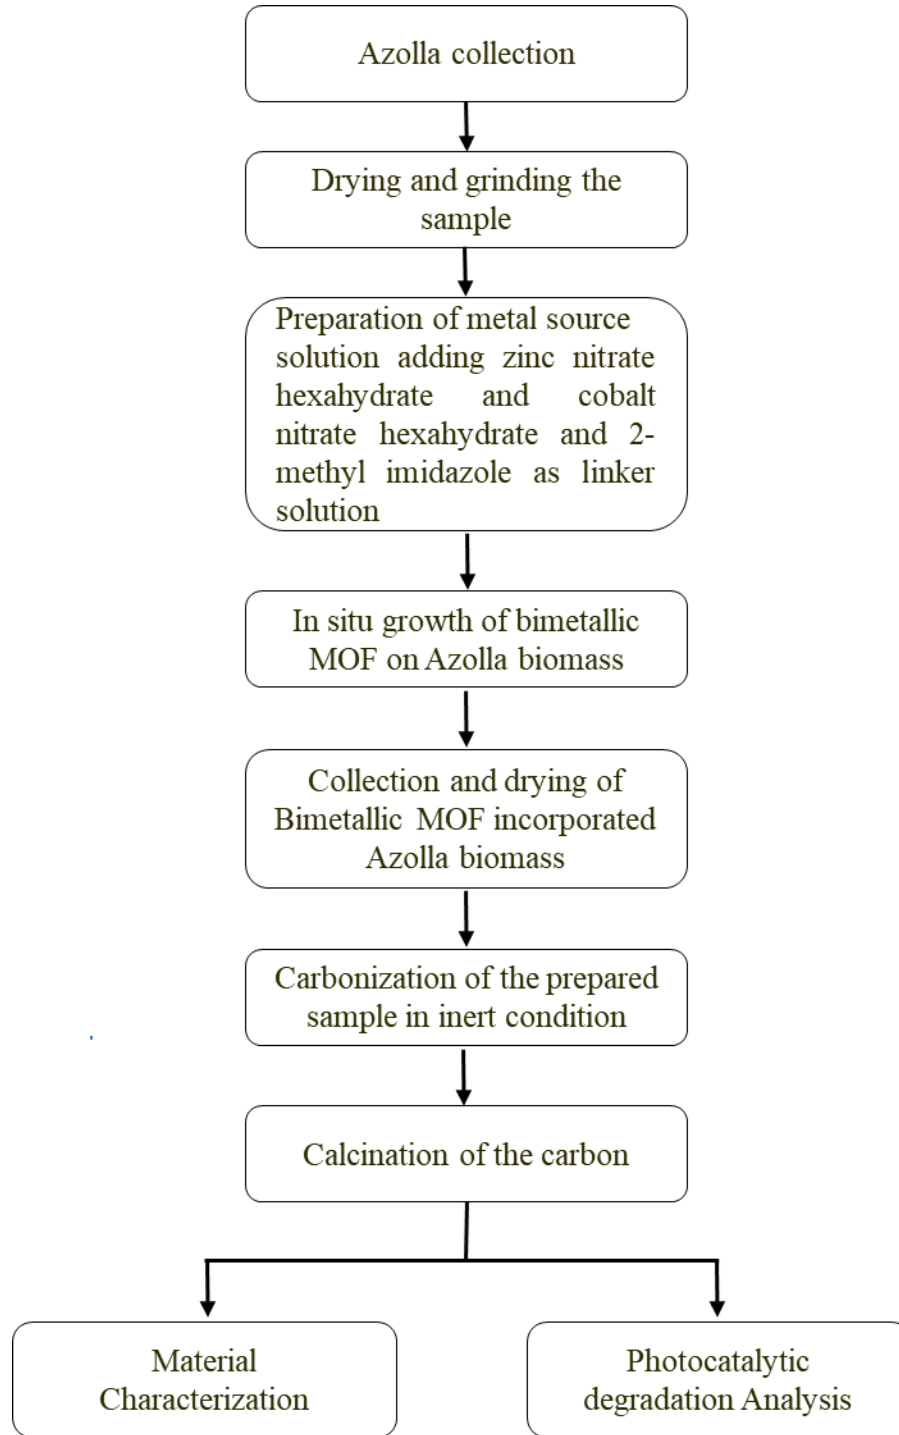 Azolla collection
Drying and grinding the
sample
Preparation of metal source
solution adding zinc nitrate
hexahydrate and cobalt
nitrate hexahydrate and 2-
methyl imidazole as linker
solution
In situ growth of bimetallic
MOF on Azolla biomass
Collection and drying of
Bimetallic MOF incorporated
Azolla biomass
Carbonization of the prepared
sample in inert condition
Calcination of the carbon
Material
Characterization
Photocatalytic
degradation Analysis